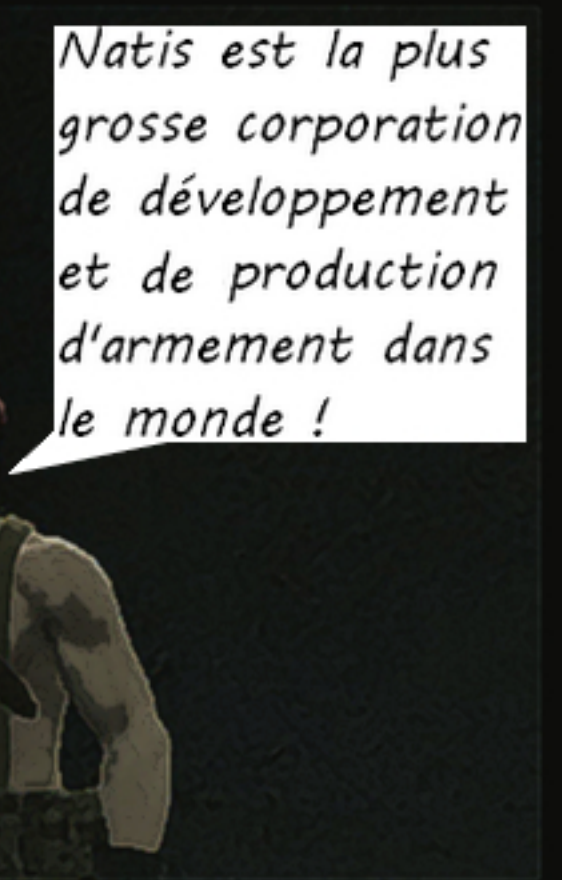 Natis est la plus
grosse corporation
de développement
et de production
d'armement dans
le monde !